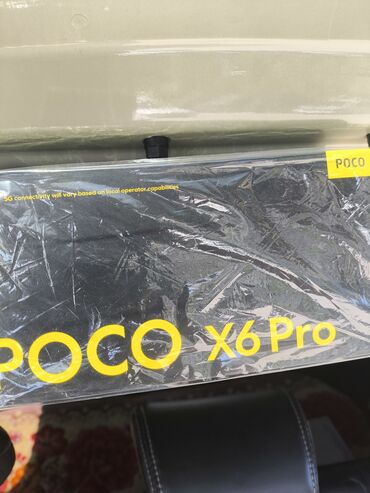 POCO
5G connectivity will vary based on local operator capabilities
POCO X6 Pro